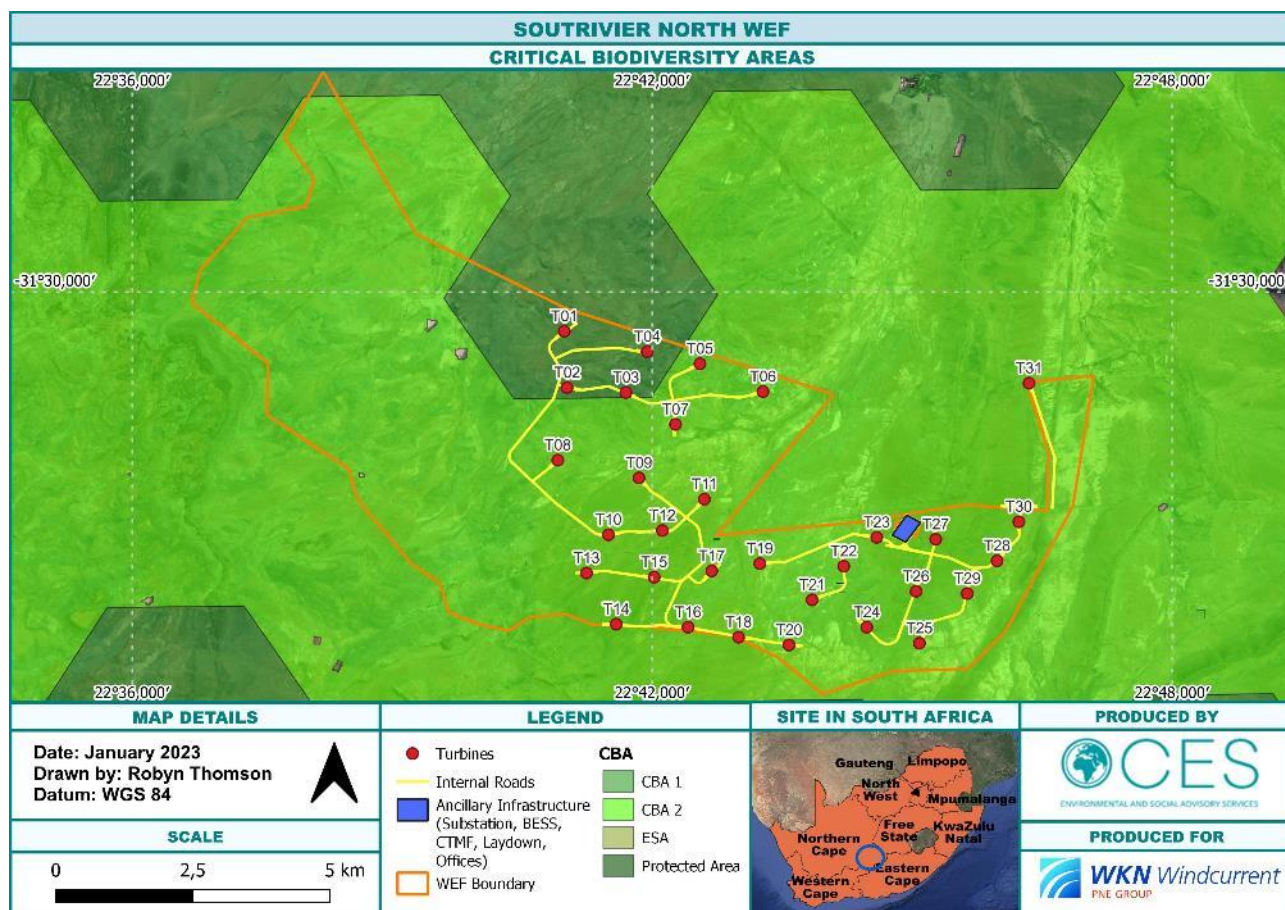 SOUTRIVIER NORTH WEF
CRITICAL BIODIVERSITY AREAS
22°36,000′
22°42,000′
22°48,000′
-31°30,000′
-31°30,000′
T01
T04
T05
T02
T03
T06
T31
T07
T08
T09
T11
T10
T12
T23
T27
T30
T13
T15
T17
T19
T22
T28
T21
T26
T29
T14
T16
T18
T20
T24
T25
22°36,000′
22°42,000′
22°48,000′
MAP DETAILS
Date: January 2023
Drawn by: Robyn Thomson
Datum: WGS 84
SCALE
0 2,5 5 km
LEGEND
Turbines
Internal Roads
Ancillary Infrastructure
(Substation, BESS,
CTMF, Laydown,
Offices)
WEF Boundary
CBA
CBA 1
CBA 2
ESA
Protected Area
SITE IN SOUTH AFRICA
Gauteng
Limpopo
North
West
Mpumalanga
Free
State
KwaZulu
Natal
Northern
Cape
Eastern
Cape
Western
Cape
PRODUCED BY
CES
ENVIRONMENTAL AND SOCIAL ADVISORY SERVICES
PRODUCED FOR
WKN Windcurrent
PNE GROUP